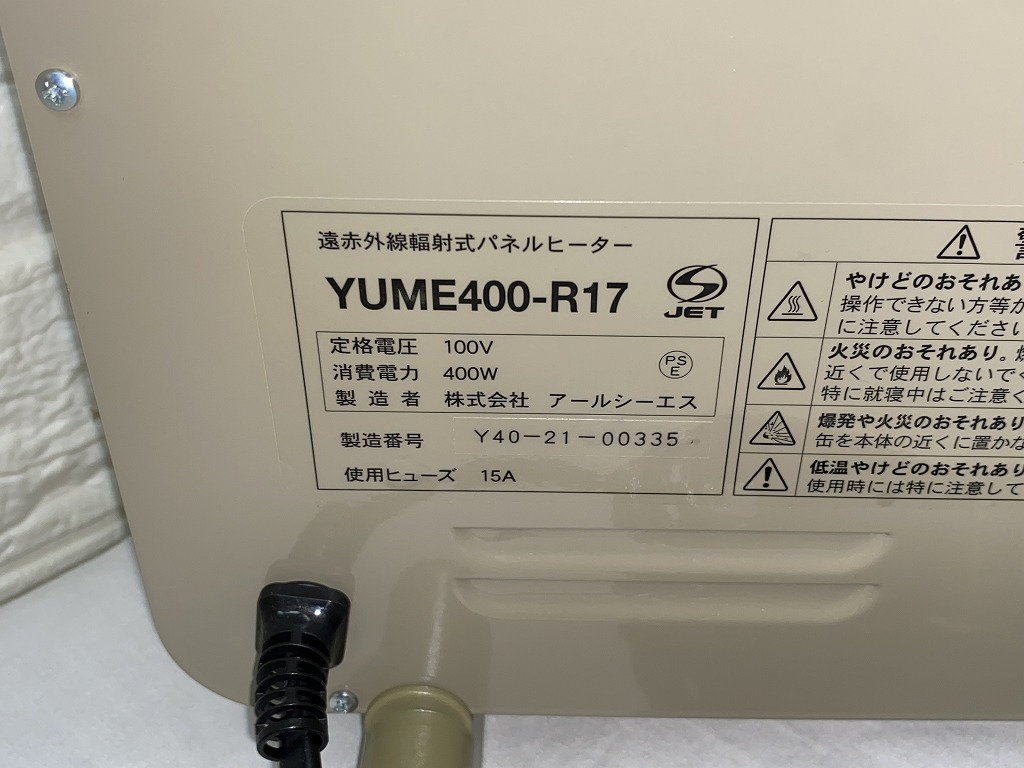 遠赤外線輻射式パネルヒーター
YUME400-R17
JET
定格電圧 100V
消費電力 400W
PS
E
製造者 株式会社 アールシーエス
製造番号 Y40-21-00335
使用ヒューズ 15A
やけどのおそれあ
操作できない方等か
に注意してください
火災のおそれあり。
近くで使用しないでく
特に就寝中はご注意く
爆発や火災のおそれあり
缶を本体の近くに置かな
低温やけどのおそれあり
使用時には特に注意して